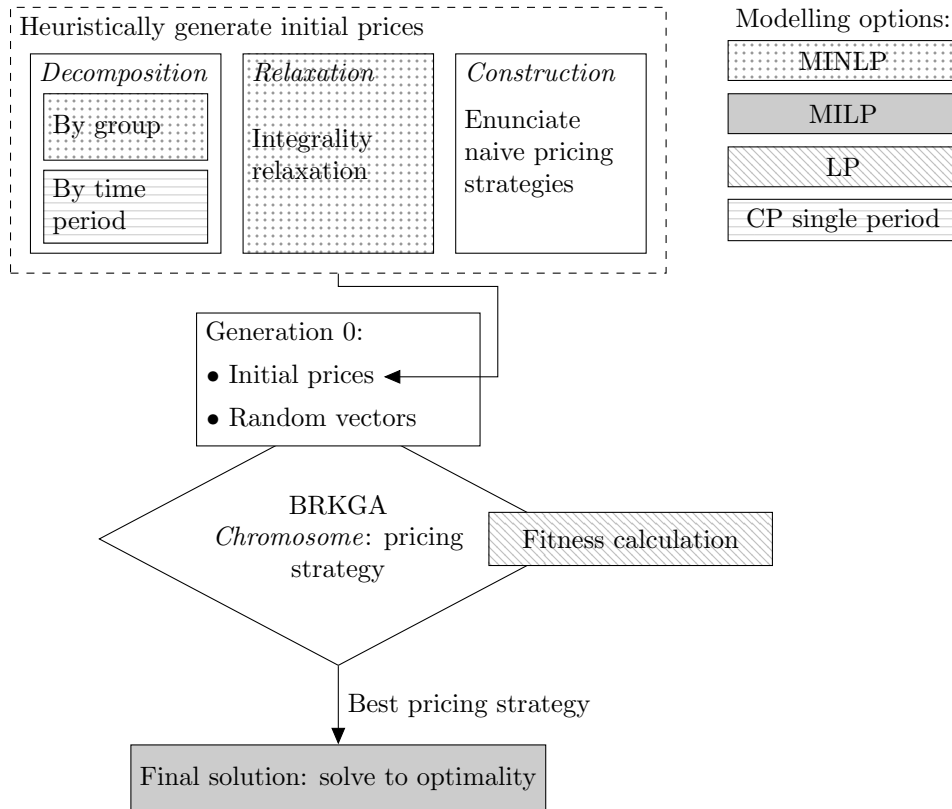 Heuristically generate initial prices
Decomposition
By group
By time
period
Relaxation
Integrality
relaxation
Construction
Enunciate
naive pricing
strategies
Modelling options:
MINLP
MILP
LP
CP single period
Generation 0:
• Initial prices
• Random vectors
BRKGA
Chromosome: pricing
strategy
Fitness calculation
Best pricing strategy
Final solution: solve to optimality